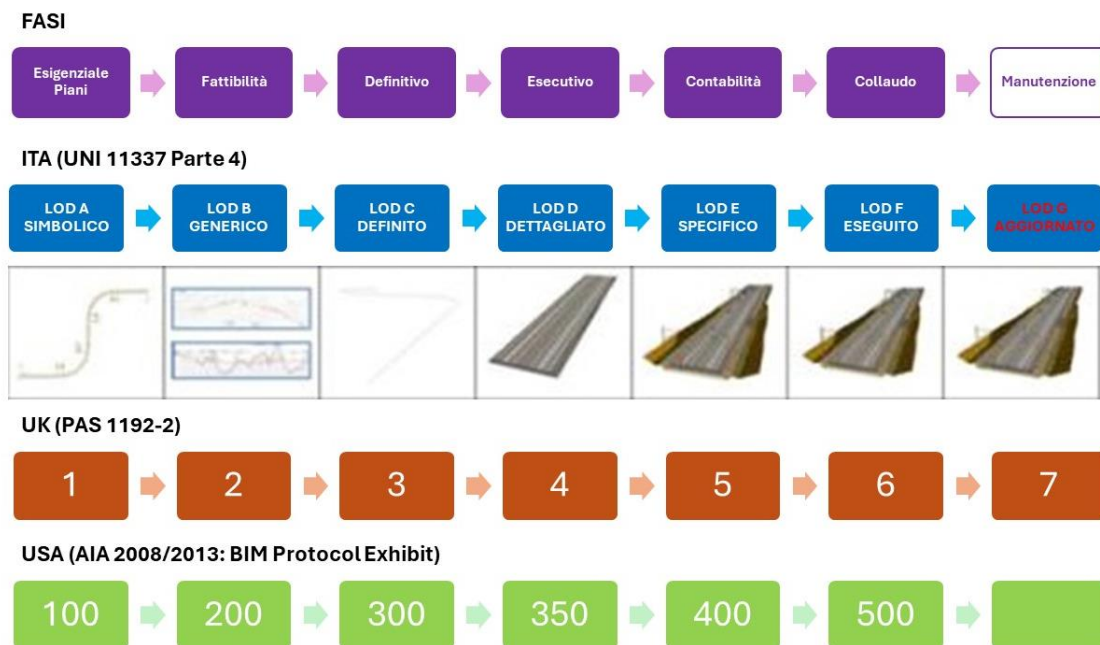 FASI
Esigenziale
Piani
Fattibilità
Definitivo
Esecutivo
Contabilità
Collaudo
Manutenzione
ITA (UNI 11337 Parte 4)
LOD A
SIMBOLICO
LOD B
GENERICO
LOD C
DEFINITO
LOD D
DETTAGLIATO
LOD E
SPECIFICO
LOD F
ESEGUITO
LOD G
AGGIORNATO
UK (PAS 1192-2)
1
2
3
4
5
6
7
USA (AIA 2008/2013: BIM Protocol Exhibit)
100
200
300
350
400
500